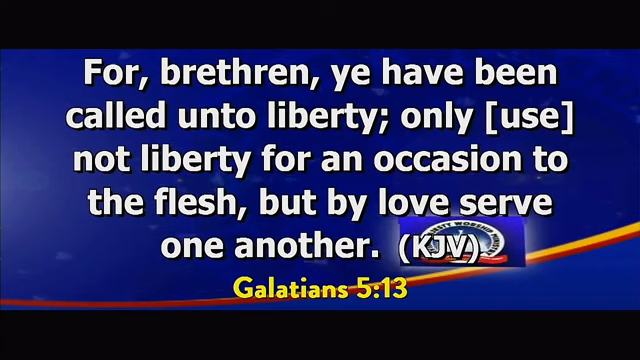 For, brethren, ye have been
called unto liberty; only [use]
not liberty for an occasion to
the flesh, but by love serve
one another. (KJV)
Galatians 5:13